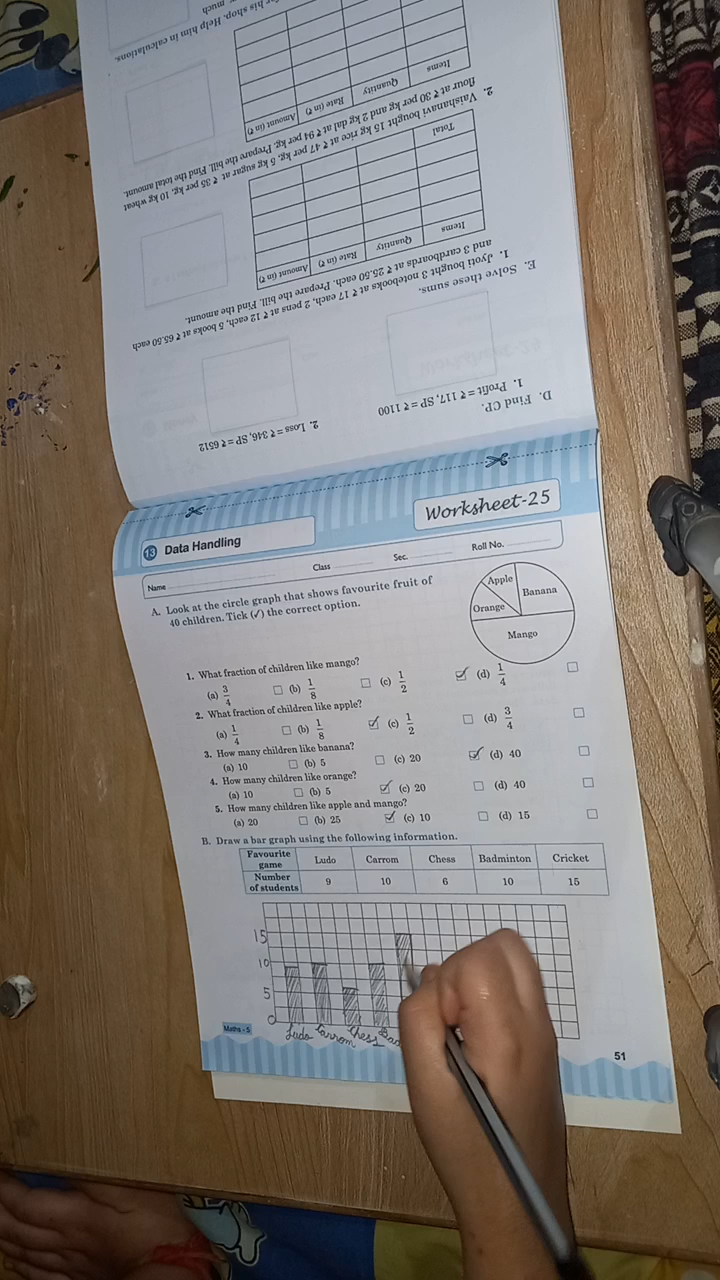 much
r his shop. Help him in calculations.
Items Quantity Rate (in ₹) Amount (in ₹)
2. Vaishanavi bought 15 kg rice at ₹ 47 per kg, 5 kg sugar at ₹ 35 per kg, 10 kg wheat
flour at ₹ 30 per kg and 2 kg dal at ₹ 94 per kg. Prepare the bill. Find the total amount.
Total
Items Quantity Rate (in ₹) Amount (in ₹)
E. Solve these sums.
1. Jyoti bought 3 notebooks at ₹ 17 each, 2 pens at ₹ 12 each, 5 books at ₹ 65.50 each
and 3 cardboards at ₹ 25.50 each. Prepare the bill. Find the amount.
D. Find CP.
1. Profit = ₹ 117, SP = ₹ 1100
2. Loss = ₹ 346, SP = ₹ 6512
Worksheet-25
13 Data Handling
Name Class Sec. Roll No.
A. Look at the circle graph that shows favourite fruit of
40 children. Tick (✓) the correct option.
Apple
Banana
Orange
Mango
1. What fraction of children like mango?
(a) 3/4 (b) 1/8 (c) 1/2 (d) 1/4
2. What fraction of children like apple?
(a) 1/4 (b) 1/8 (c) 1/2 (d) 3/4
3. How many children like banana?
(a) 10 (b) 5 (c) 20 (d) 40
4. How many children like orange?
(a) 10 (b) 5 (c) 20 (d) 40
5. How many children like apple and mango?
(a) 20 (b) 25 (c) 10 (d) 15
B. Draw a bar graph using the following information.
Favourite game Ludo Carrom Chess Badminton Cricket
Number of students 9 10 6 10 15
15
10
5
0
Ludo Carrom Chess Bad
Maths - 5
51